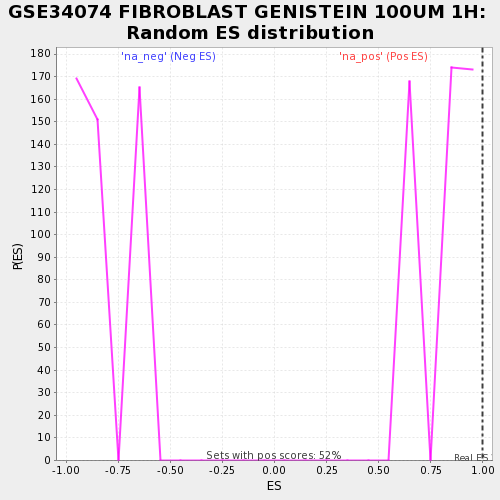 GSE34074 FIBROBLAST GENISTEIN 100UM 1H:
Random ES distribution
'na_neg' (Neg ES)
'na_pos' (Pos ES)
180
170
160
150
140
130
120
110
100
90
80
70
60
50
40
30
20
10
0
P(ES)
Sets with pos scores: 52%
Real ES
-1.00 -0.75 -0.50 -0.25 0.00 0.25 0.50 0.75 1.00
ES